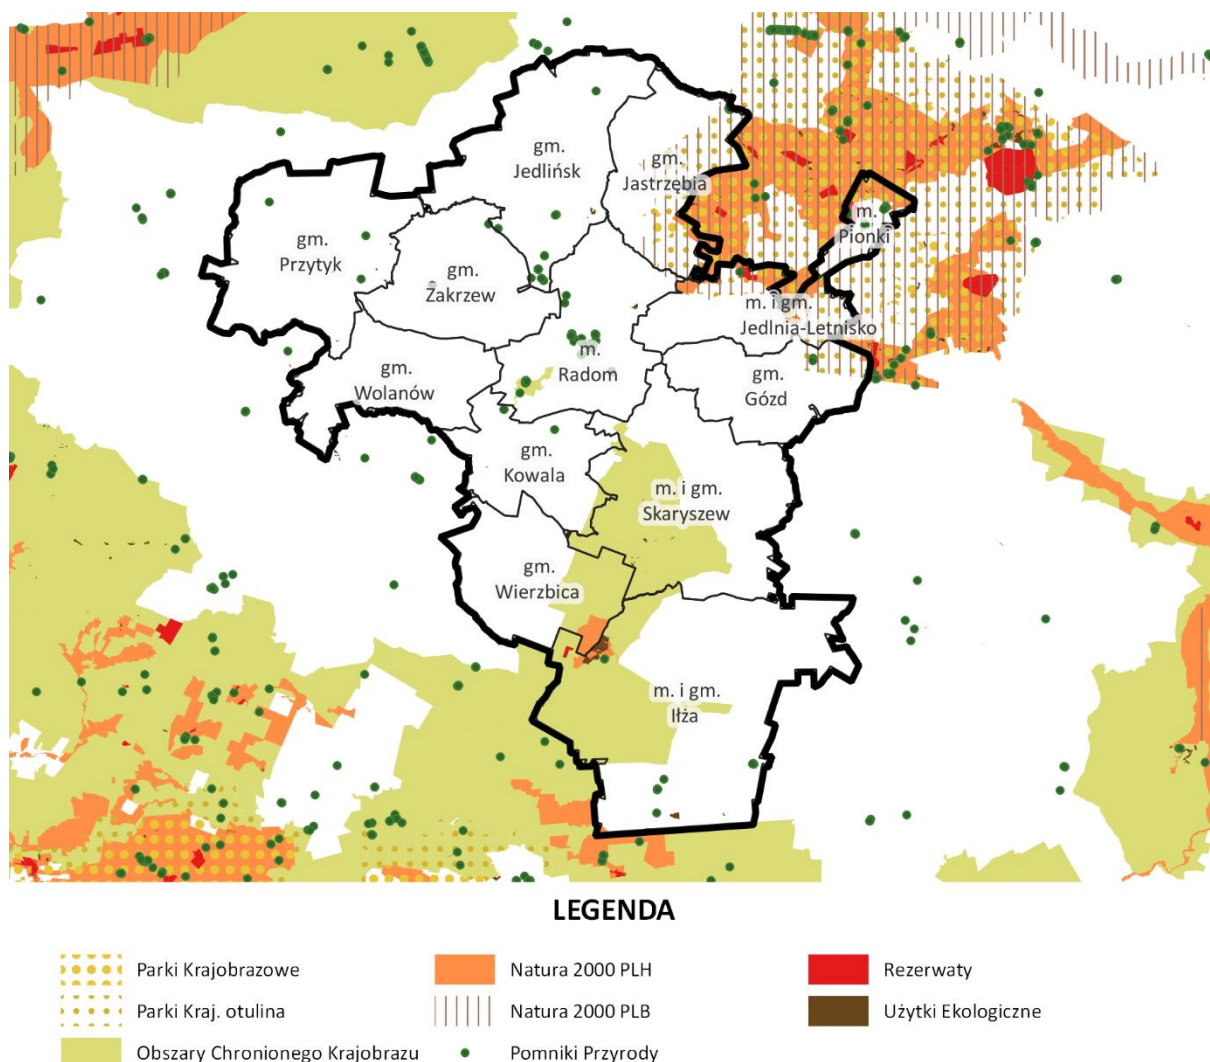 gm.
Jedlińsk
gm.
Jastrzębia
m.
Pionki
gm.
Przytyk
gm.
Zakrzew
m. i gm.
Jedlnia-Letnisko
m.
Radom
gm.
Wolanów
gm.
Gózd
gm.
Kowala
m. i gm.
Skaryszew
gm.
Wierzbica
m. i gm.
Iłża
LEGENDA
Parki Krajobrazowe
Natura 2000 PLH
Rezerwaty
Parki Kraj. otulina
Natura 2000 PLB
Użytki Ekologiczne
Obszary Chronionego Krajobrazu
Pomniki Przyrody